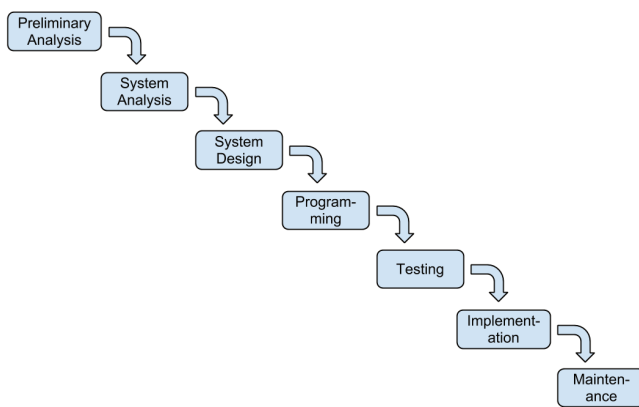 Preliminary
Analysis
System
Analysis
System
Design
Program-
ming
Testing
Implement-
ation
Mainten-
ance